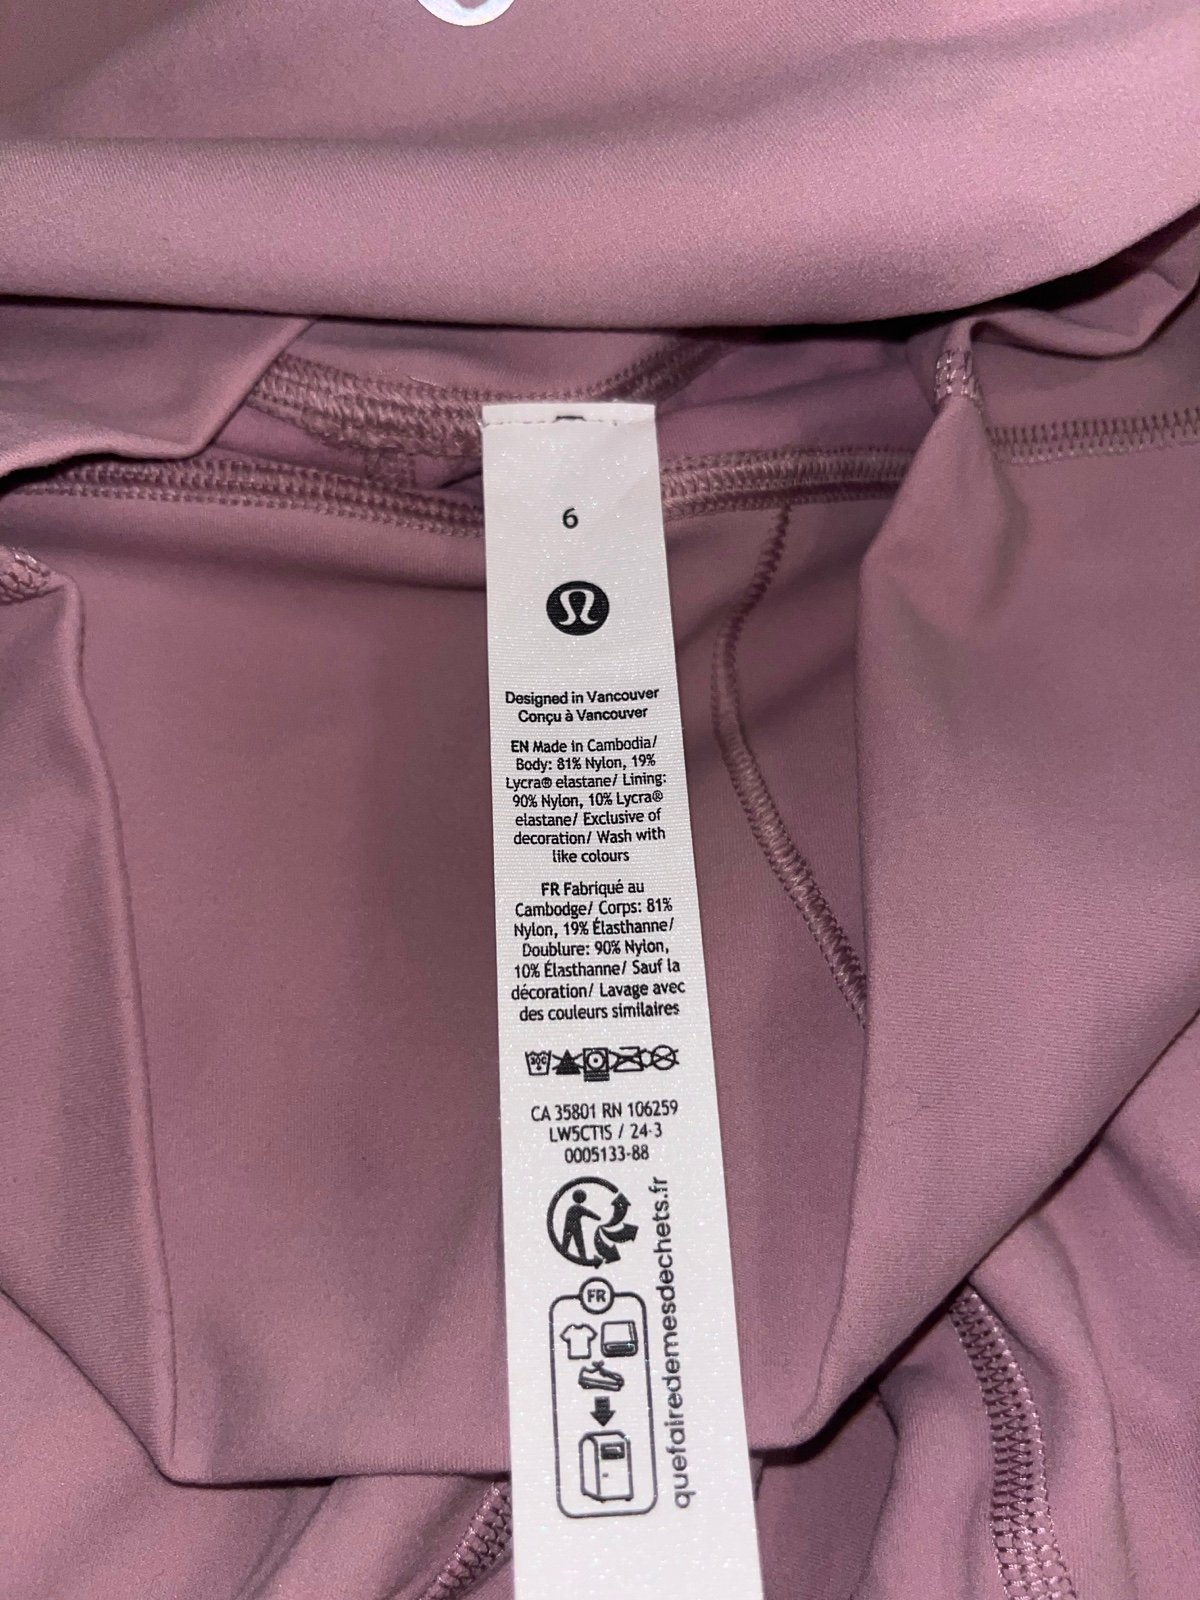 6
Designed in Vancouver
Conçu à Vancouver
EN Made in Cambodia/
Body: 81% Nylon, 19%
Lycra® elastane/ Lining:
90% Nylon, 10% Lycra®
elastane/ Exclusive of
decoration/ Wash with
like colours
FR Fabriqué au
Cambodge/ Corps: 81%
Nylon, 19% Élasthanne/
Doublure: 90% Nylon,
10% Élasthanne/ Sauf la
décoration/ Lavage avec
des couleurs similaires
30C
CA 35801 RN 106259
LW5CTIS / 24-3
0005133-88
FR
quefairedemesdechets.fr